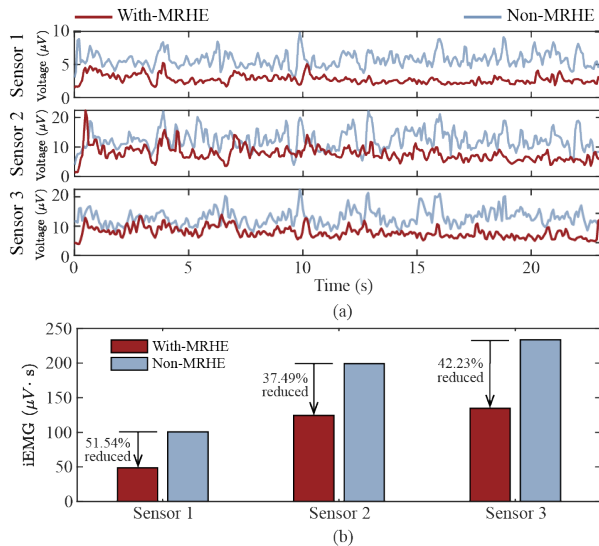 With-MRHE
Non-MRHE
Sensor 1
Voltage (μV)
10
5
0
Sensor 2
Voltage (μV)
20
10
0
Sensor 3
Voltage (μV)
20
10
0
0
5
10
15
20
Time (s)
(a)
iEMG (μV · s)
250
200
150
100
50
0
With-MRHE
Non-MRHE
51.54%
reduced
37.49%
reduced
42.23%
reduced
Sensor 1
Sensor 2
Sensor 3
(b)